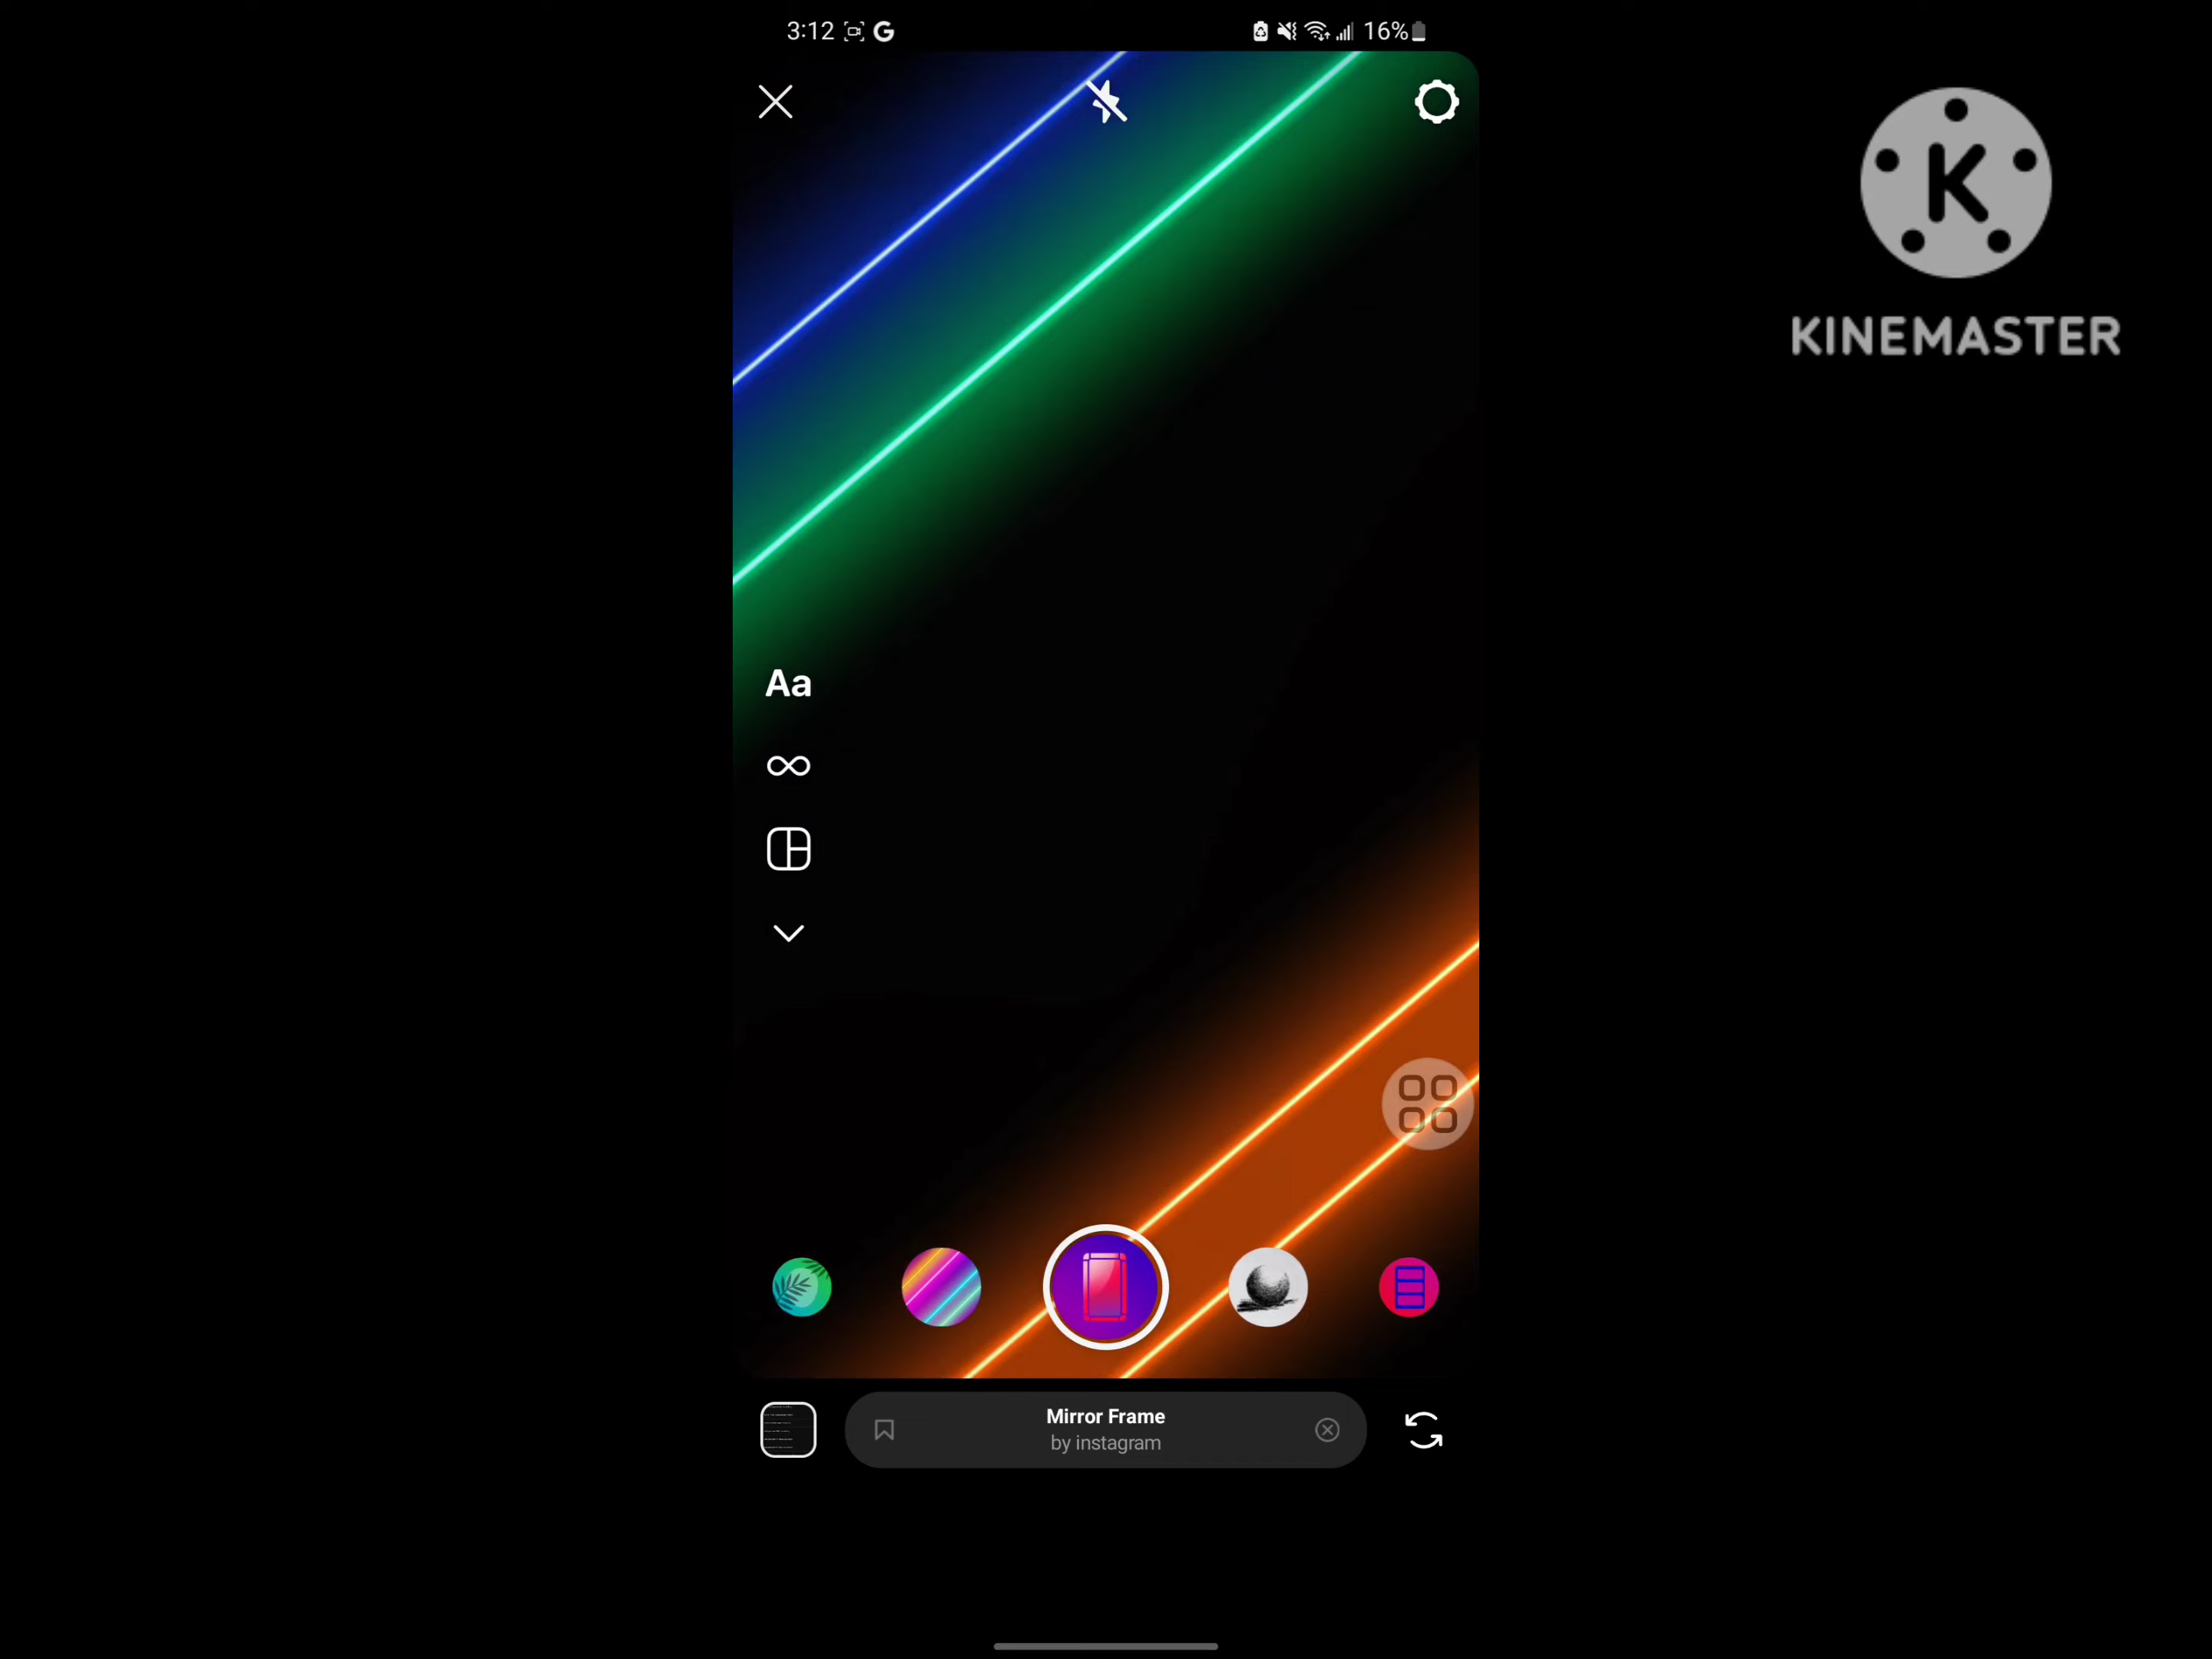 3:12
16%
K
KINEMASTER
Aa
Mirror Frame
by instagram